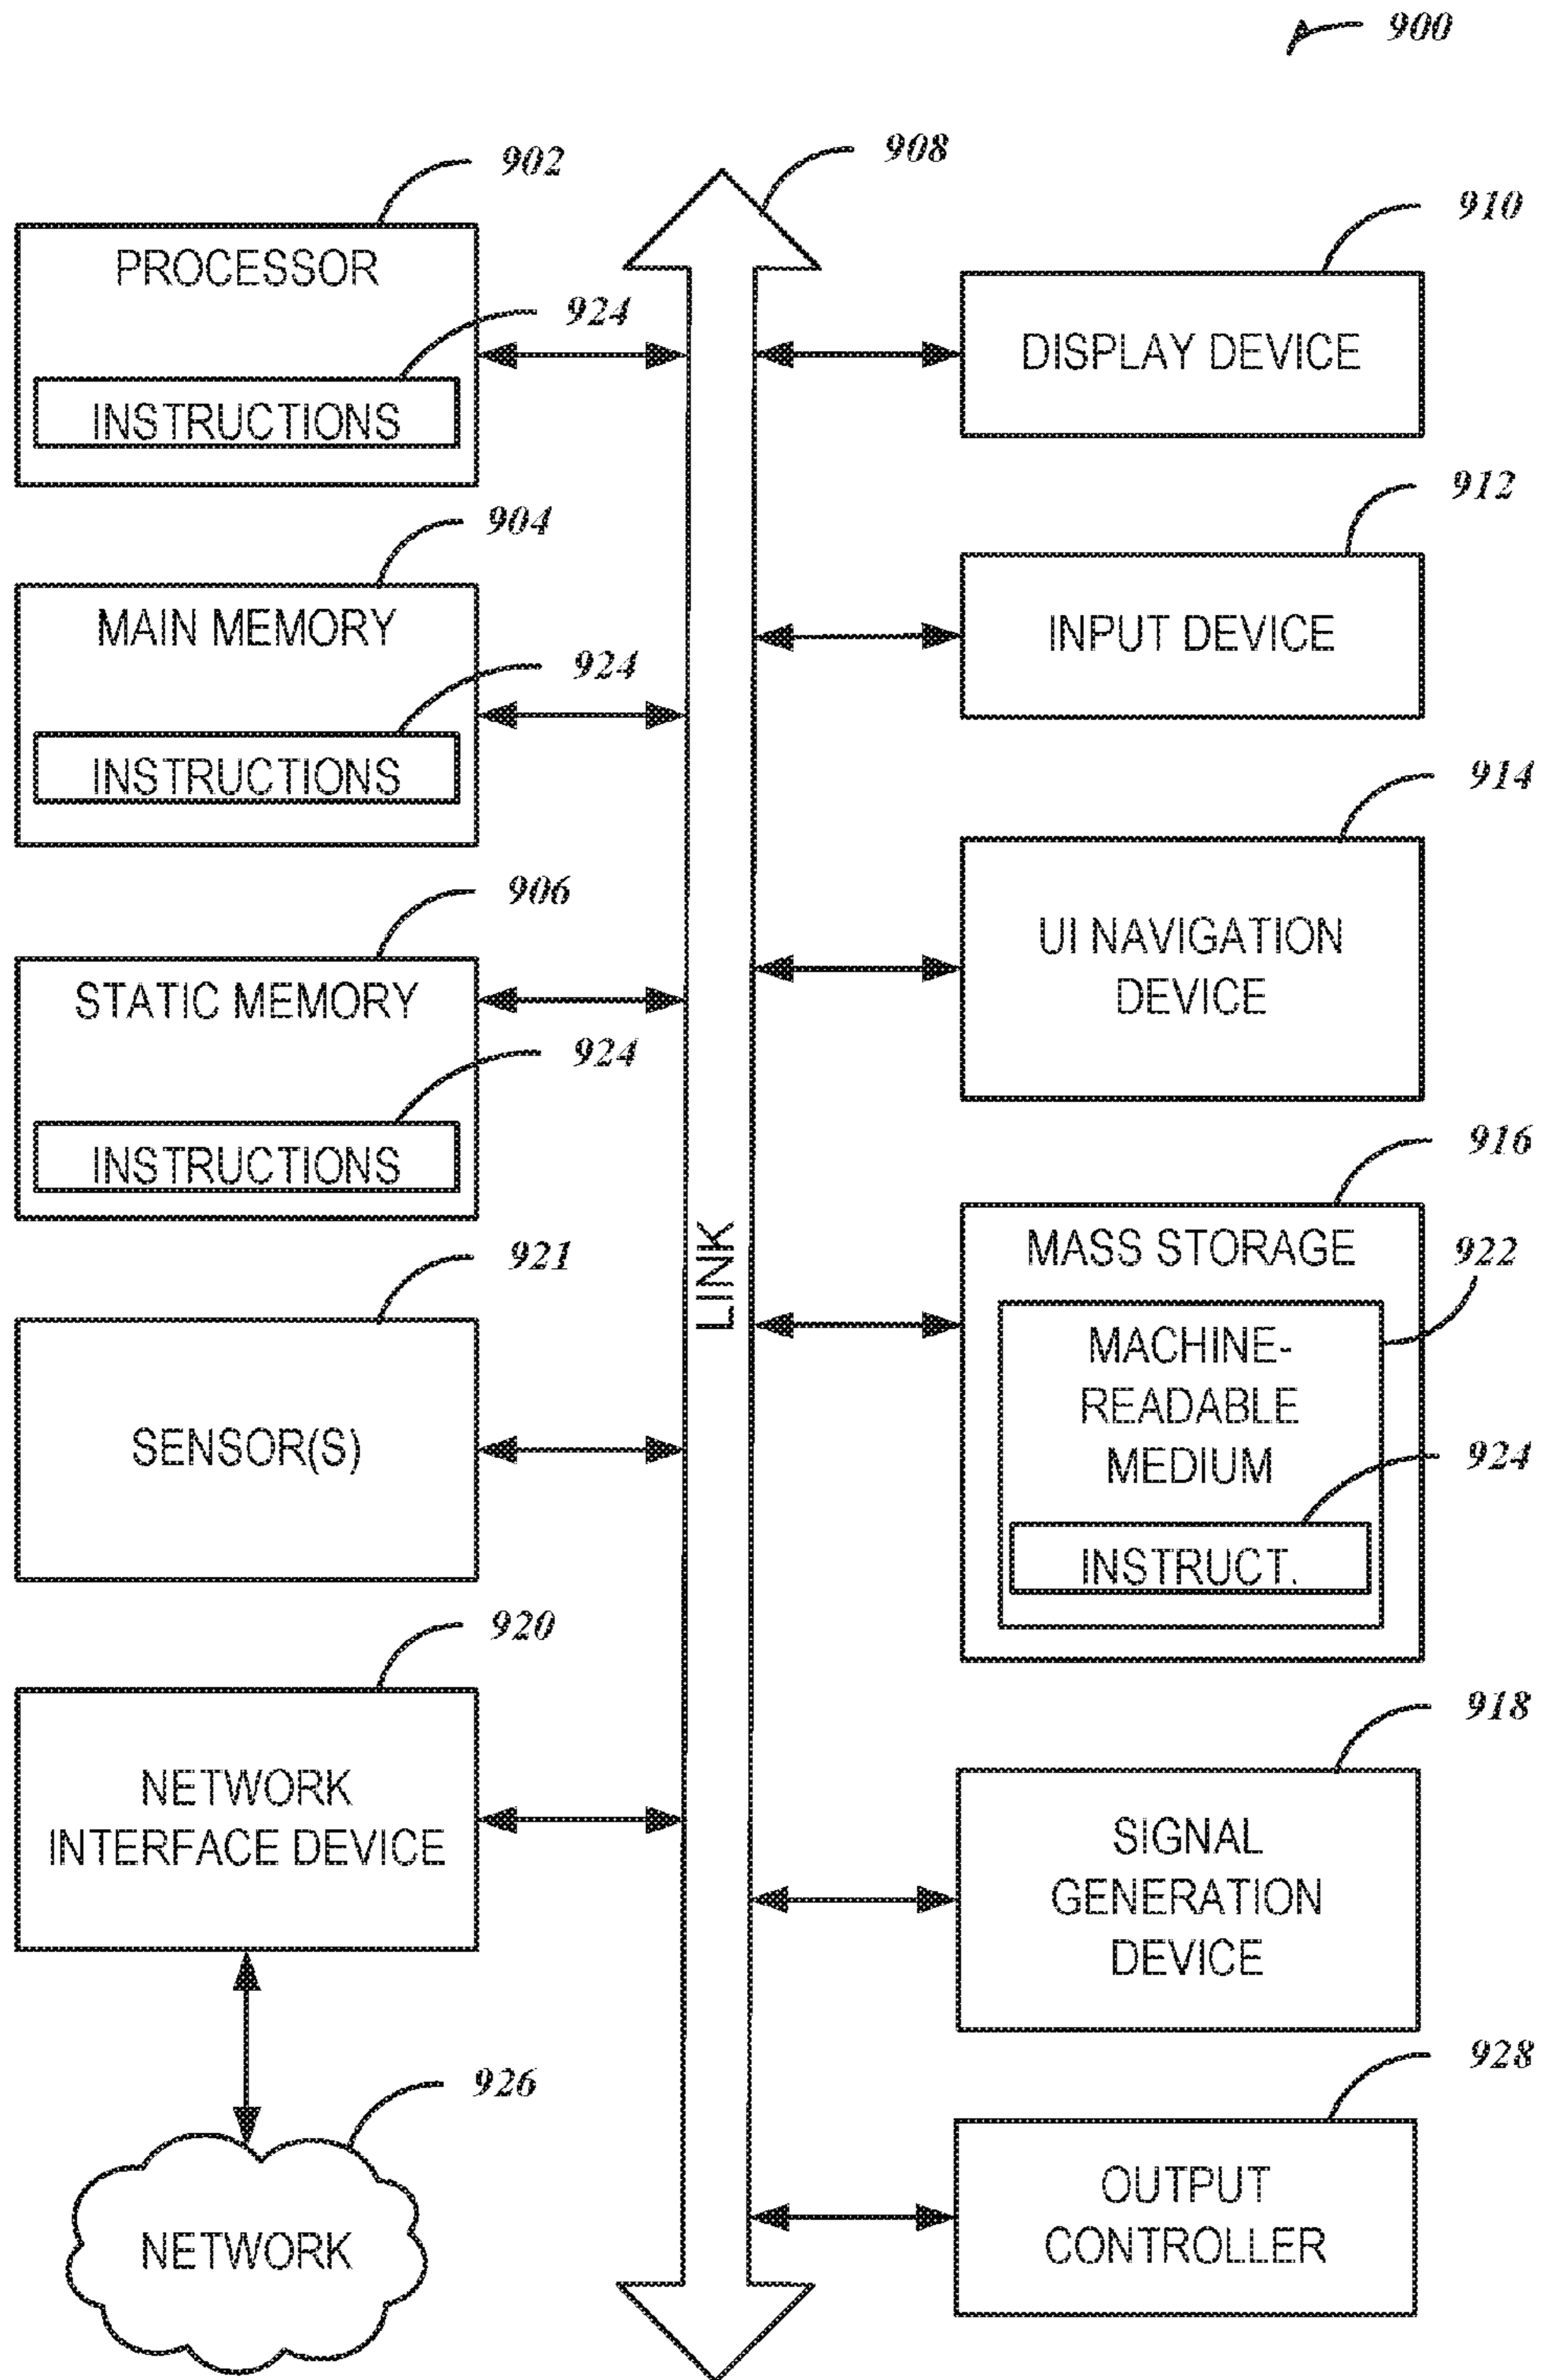 900
902
PROCESSOR
924
INSTRUCTIONS
904
MAIN MEMORY
924
INSTRUCTIONS
906
STATIC MEMORY
924
INSTRUCTIONS
921
SENSOR(S)
920
NETWORK
INTERFACE DEVICE
926
NETWORK
908
LINK
910
DISPLAY DEVICE
912
INPUT DEVICE
914
UI NAVIGATION
DEVICE
916
MASS STORAGE
922
MACHINE-
READABLE
MEDIUM
924
INSTRUCT.
918
SIGNAL
GENERATION
DEVICE
928
OUTPUT
CONTROLLER